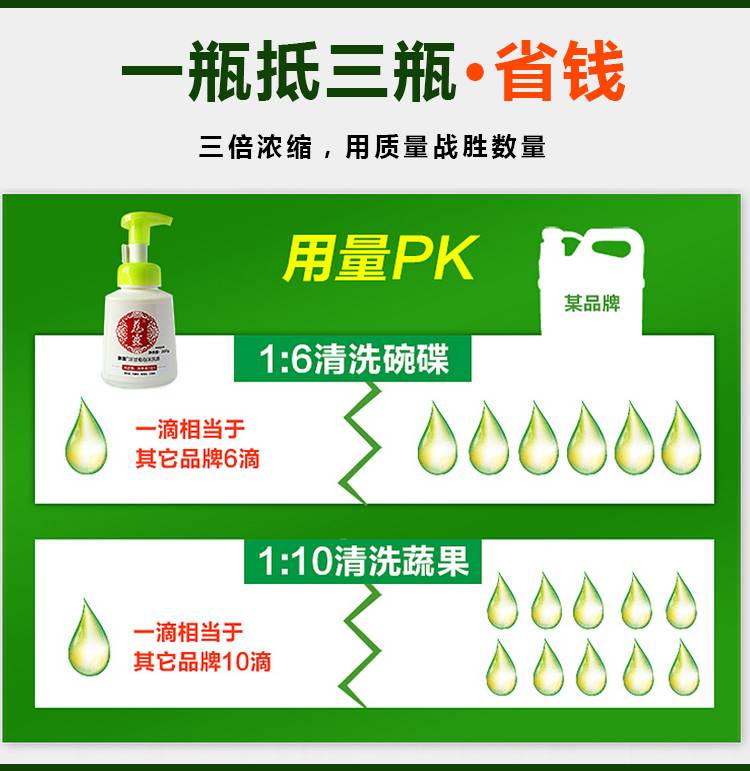 一瓶抵三瓶·省钱
三倍浓缩，用质量战胜数量
用量PK
某品牌
1:6清洗碗碟
一滴相当于
其它品牌6滴
1:10清洗蔬果
一滴相当于
其它品牌10滴